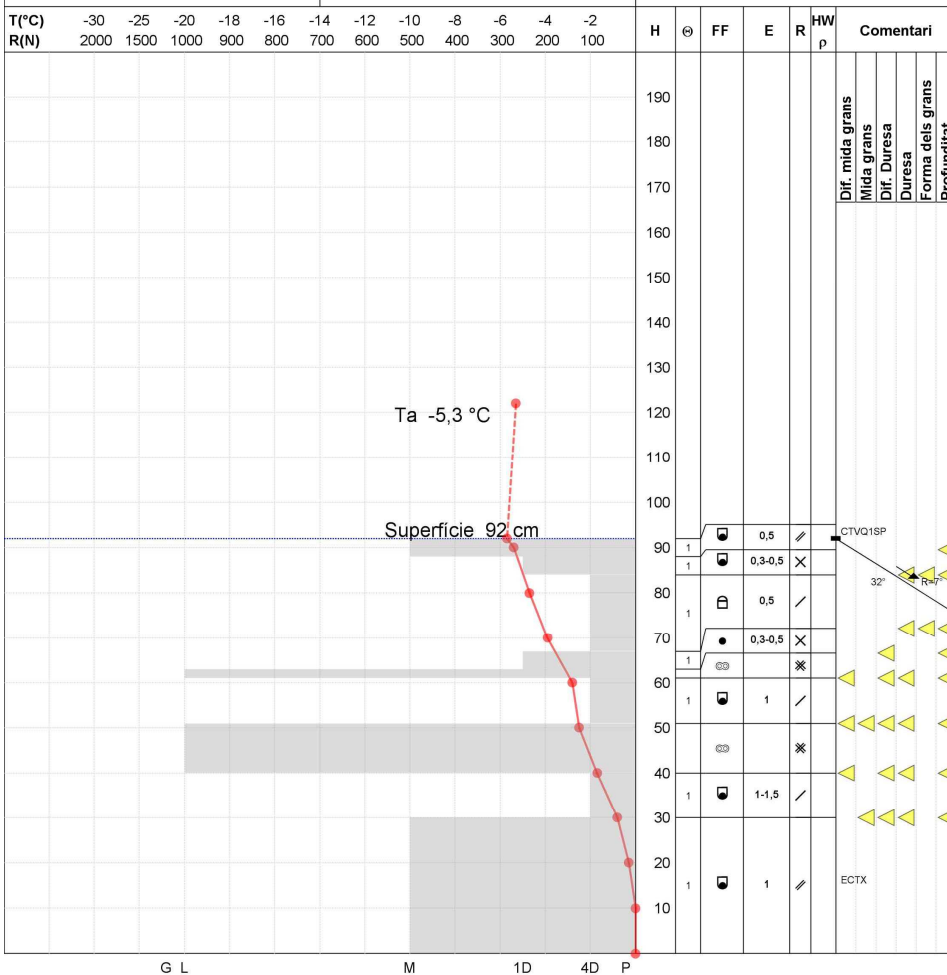 T(°C) -30 -25 -20 -18 -16 -14 -12 -10 -8 -6 -4 -2 H Θ FF E R HW ρ Comentari
R(N) 2000 1500 1000 900 800 700 600 500 400 300 200 100
Dif. mida grans
Mida grans
Dif. Duresa
Duresa
Forma dels grans
Profunditat
190
180
170
160
150
140
130
Ta -5,3 °C
120
110
100
Superfície 92 cm
0,5 CTVQ1SP
90
1
1 0,3-0,5
32° R=7°
80
1 0,5
70
0,3-0,5
1
60
1 1
50
40
1 1-1,5
30
20
1 1 ECTX
10
G L M 1D 4D P